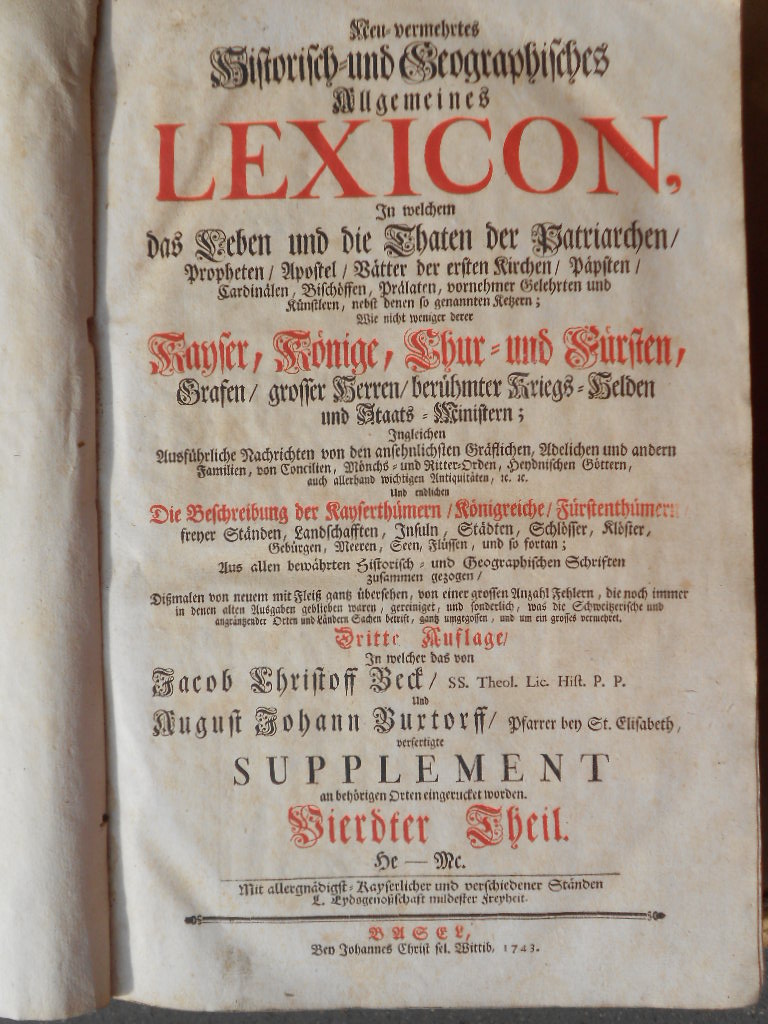 Neu-vermehrtes
Historisch-und Geographisches
Allgemeines
LEXICON,
In welchem
das Leben und die Thaten der Patriarchen/
Propheten / Apostel / Vätter der ersten Kirchen / Päpsten /
Cardinälen, Bischöffen, Prälaten, vornehmer Gelehrten und
Künstlern, nebst denen so genannten Ketzern ;
Wie nicht weniger derer
Kayser, Könige, Chur-und Fürsten,
Grafen/ grosser Herren/ berühmter Kriegs-Helden
und Staats-Ministern ;
Ingleichen
Ausführliche Nachrichten von den ansehnlichsten Gräflichen, Adelichen und andern
Familien, von Concilien, Mönchs- und Ritter-Orden, Heydnischen Göttern,
auch allerhand wichtigen Antiquitäten, ꝛc. ꝛc.
Und endlichen
Die Beschreibung der Kayserthümern / Königreiche / Fürstenthümern/
freyer Ständen, Landschafften, Insuln, Städten, Schlösser, Klöster,
Gebürgen, Meeren, Seen, Flüssen, und so fortan ;
Aus allen bewährten Historisch- und Geographischen Schriften
zusammen gezogen /
Dißmalen von neuem mit Fleiß gantz übersehen, von einer grossen Anzahl Fehlern, die noch immer
in denen alten Ausgaben geblieben waren, gereiniget, und sonderlich, was die Schweitzerische und
angräntzender Orten und Ländern Sachen betrift, gantz umgegossen, und um ein grosses vermehret.
Dritte Auflage/
In welcher das von
Jacob Christoff Beck/ SS. Theol. Lic. Hist. P. P.
Und
August Johann Buxtorff/ Pfarrer bey St. Elisabeth,
verfertigte
SUPPLEMENT
an behörigen Orten eingerucket worden.
Vierdter Theil.
He — Mc.
Mit allergnädigst-Kayserlicher und verschiedener Ständen
L. Eydsgenoßschaft mildester Freyheit.
BASEL,
Bey Johannes Christ sel. Wittib, 1743.